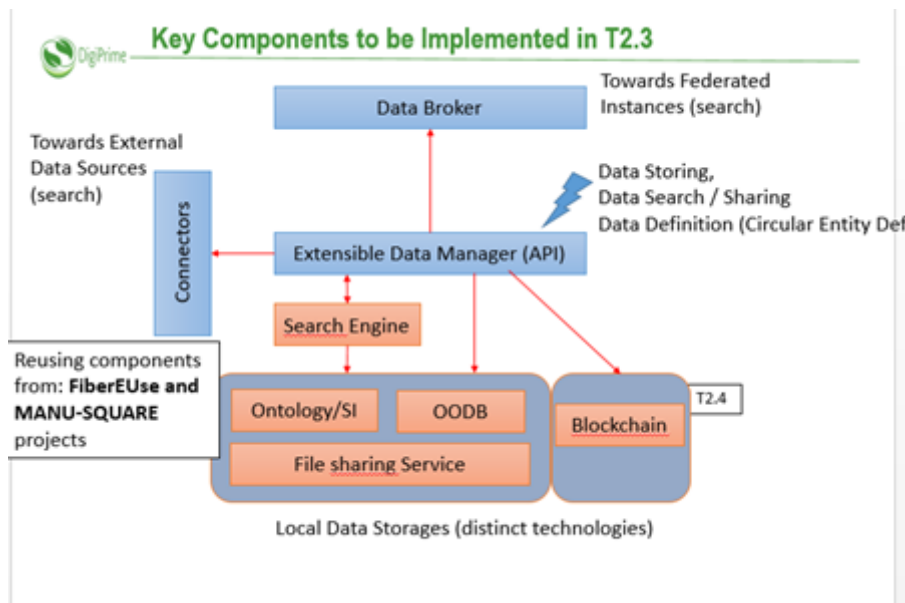 Key Components to be Implemented in T2.3
DigiPrime
Towards Federated
Instances (search)
Data Broker
Towards External
Data Sources
(search)
Data Storing,
Data Search / Sharing
Data Definition (Circular Entity Def
Connectors
Extensible Data Manager (API)
Search Engine
Reusing components
from: FiberEUse and
MANU-SQUARE
projects
Ontology/SI
OODB
T2.4
Blockchain
File sharing Service
Local Data Storages (distinct technologies)